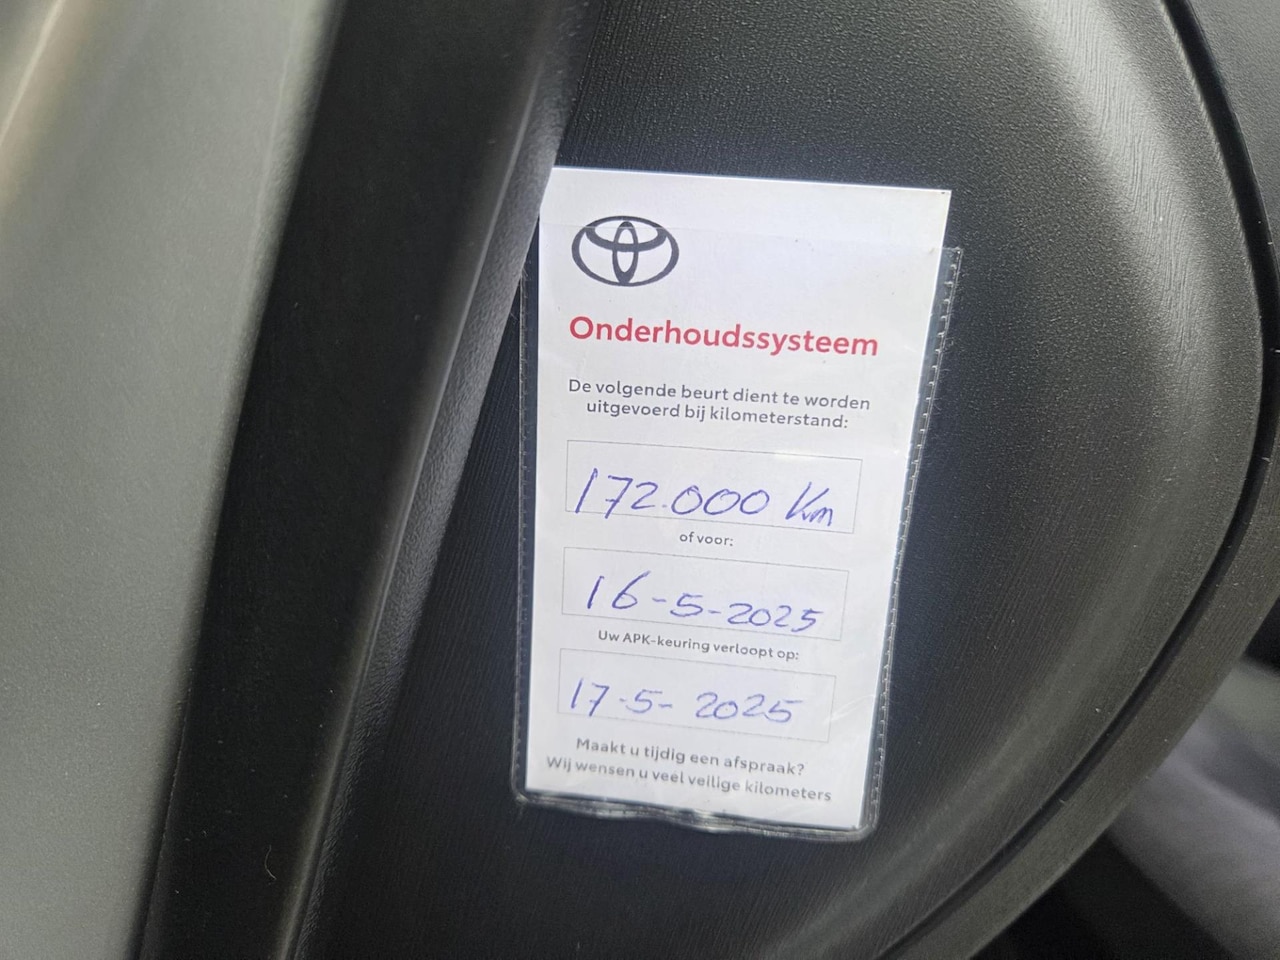 Onderhoudssysteem
De volgende beurt dient te worden
uitgevoerd bij kilometerstand:
172.000 Km
of voor:
16-5-2025
Uw APK-keuring verloopt op:
17-5-2025
Maakt u tijdig een afspraak?
Wij wensen u veel veilige kilometers